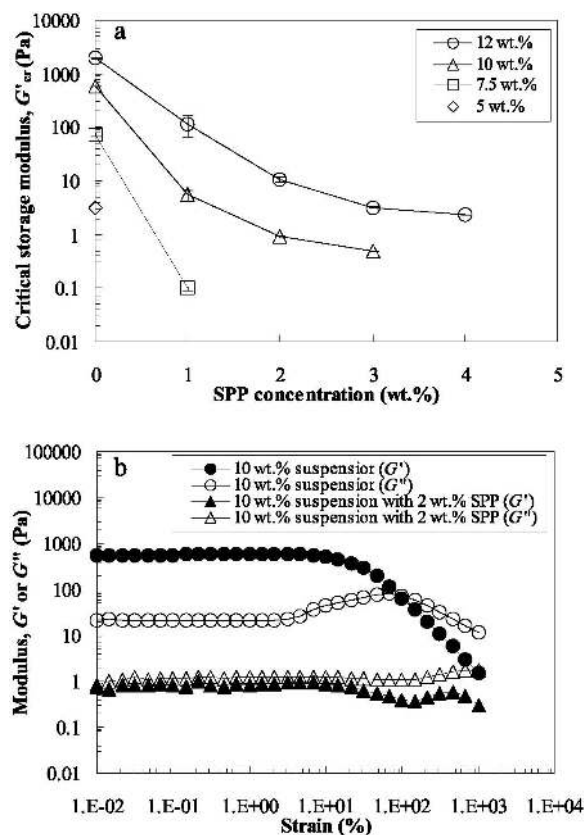 a
10000
1000
100
10
1
0.1
0.01
Critical storage modulus, G'cr (Pa)
12 wt.%
10 wt.%
7.5 wt.%
5 wt.%
0 1 2 3 4 5
SPP concentration (wt.%)
b
100000
10000
1000
100
10
1
0.1
0.01
Modulus, G' or G'' (Pa)
10 wt.% suspensior (G')
10 wt.% suspensior (G'')
10 wt.% suspension with 2 wt.% SPP (G')
10 wt.% suspension with 2 wt.% SPP (G'')
1.E-02 1.E-01 1.E+00 1.E+01 1.E+02 1.E+03 1.E+04
Strain (%)